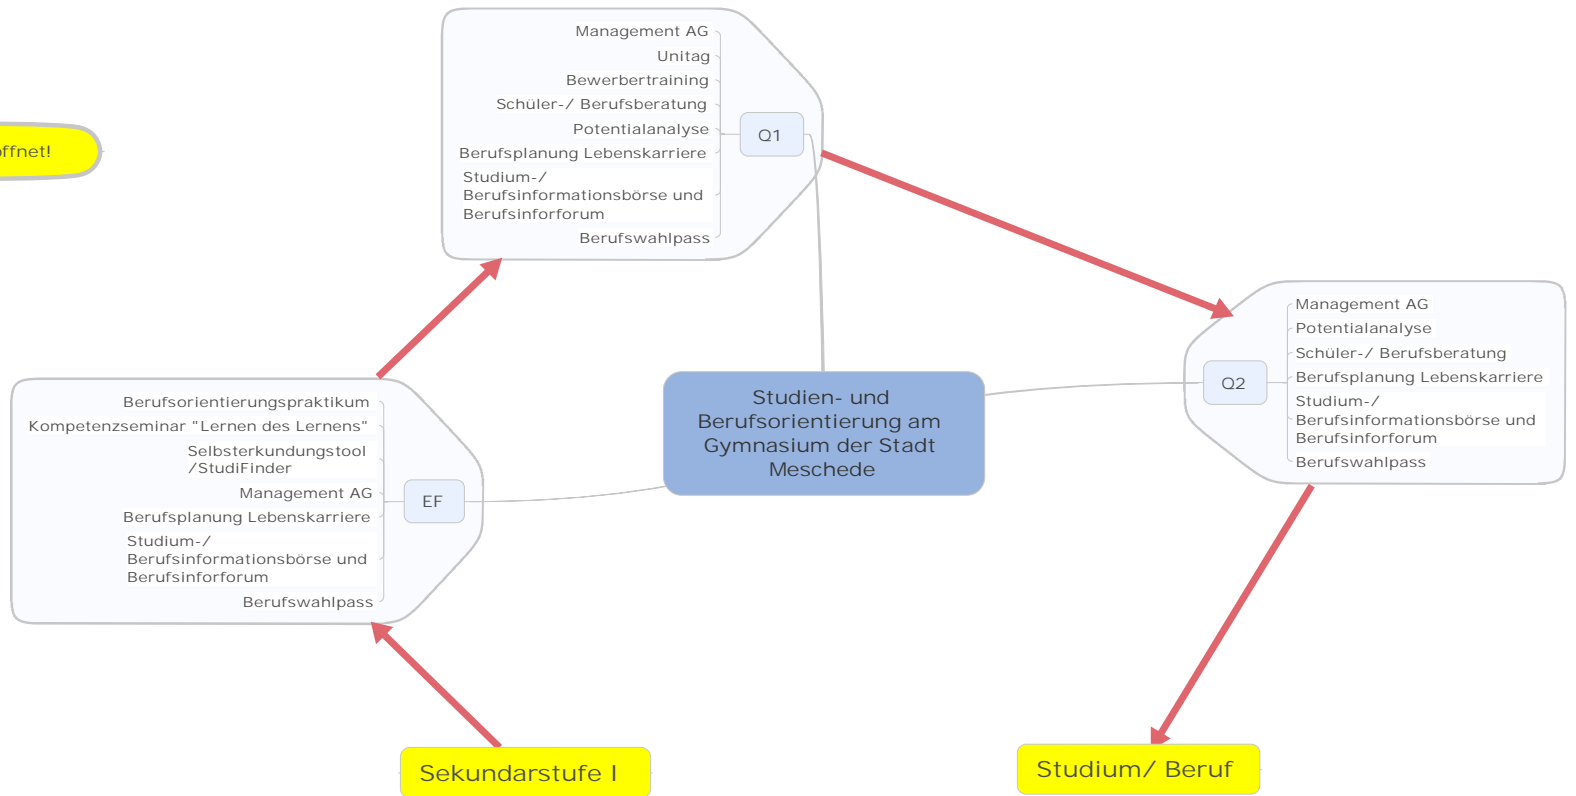 Management AG
Unitag
Bewerbertraining
Schüler-/ Berufsberatung
Potentialanalyse
Berufsplanung Lebenskarriere
Studium-/
Berufsinformationsbörse und
Berufsinforforum
Berufswahlpass
Q1
öffnet!
Management AG
Potentialanalyse
Schüler-/ Berufsberatung
Berufsplanung Lebenskarriere
Studium-/
Berufsinformationsbörse und
Berufsinforforum
Berufswahlpass
Q2
Studien- und
Berufsorientierung am
Gymnasium der Stadt
Meschede
Berufsorientierungspraktikum
Kompetenzseminar "Lernen des Lernens"
Selbsterkundungstool
/StudiFinder
Management AG
Berufsplanung Lebenskarriere
Studium-/
Berufsinformationsbörse und
Berufsinforforum
Berufswahlpass
EF
Sekundarstufe I
Studium/ Beruf